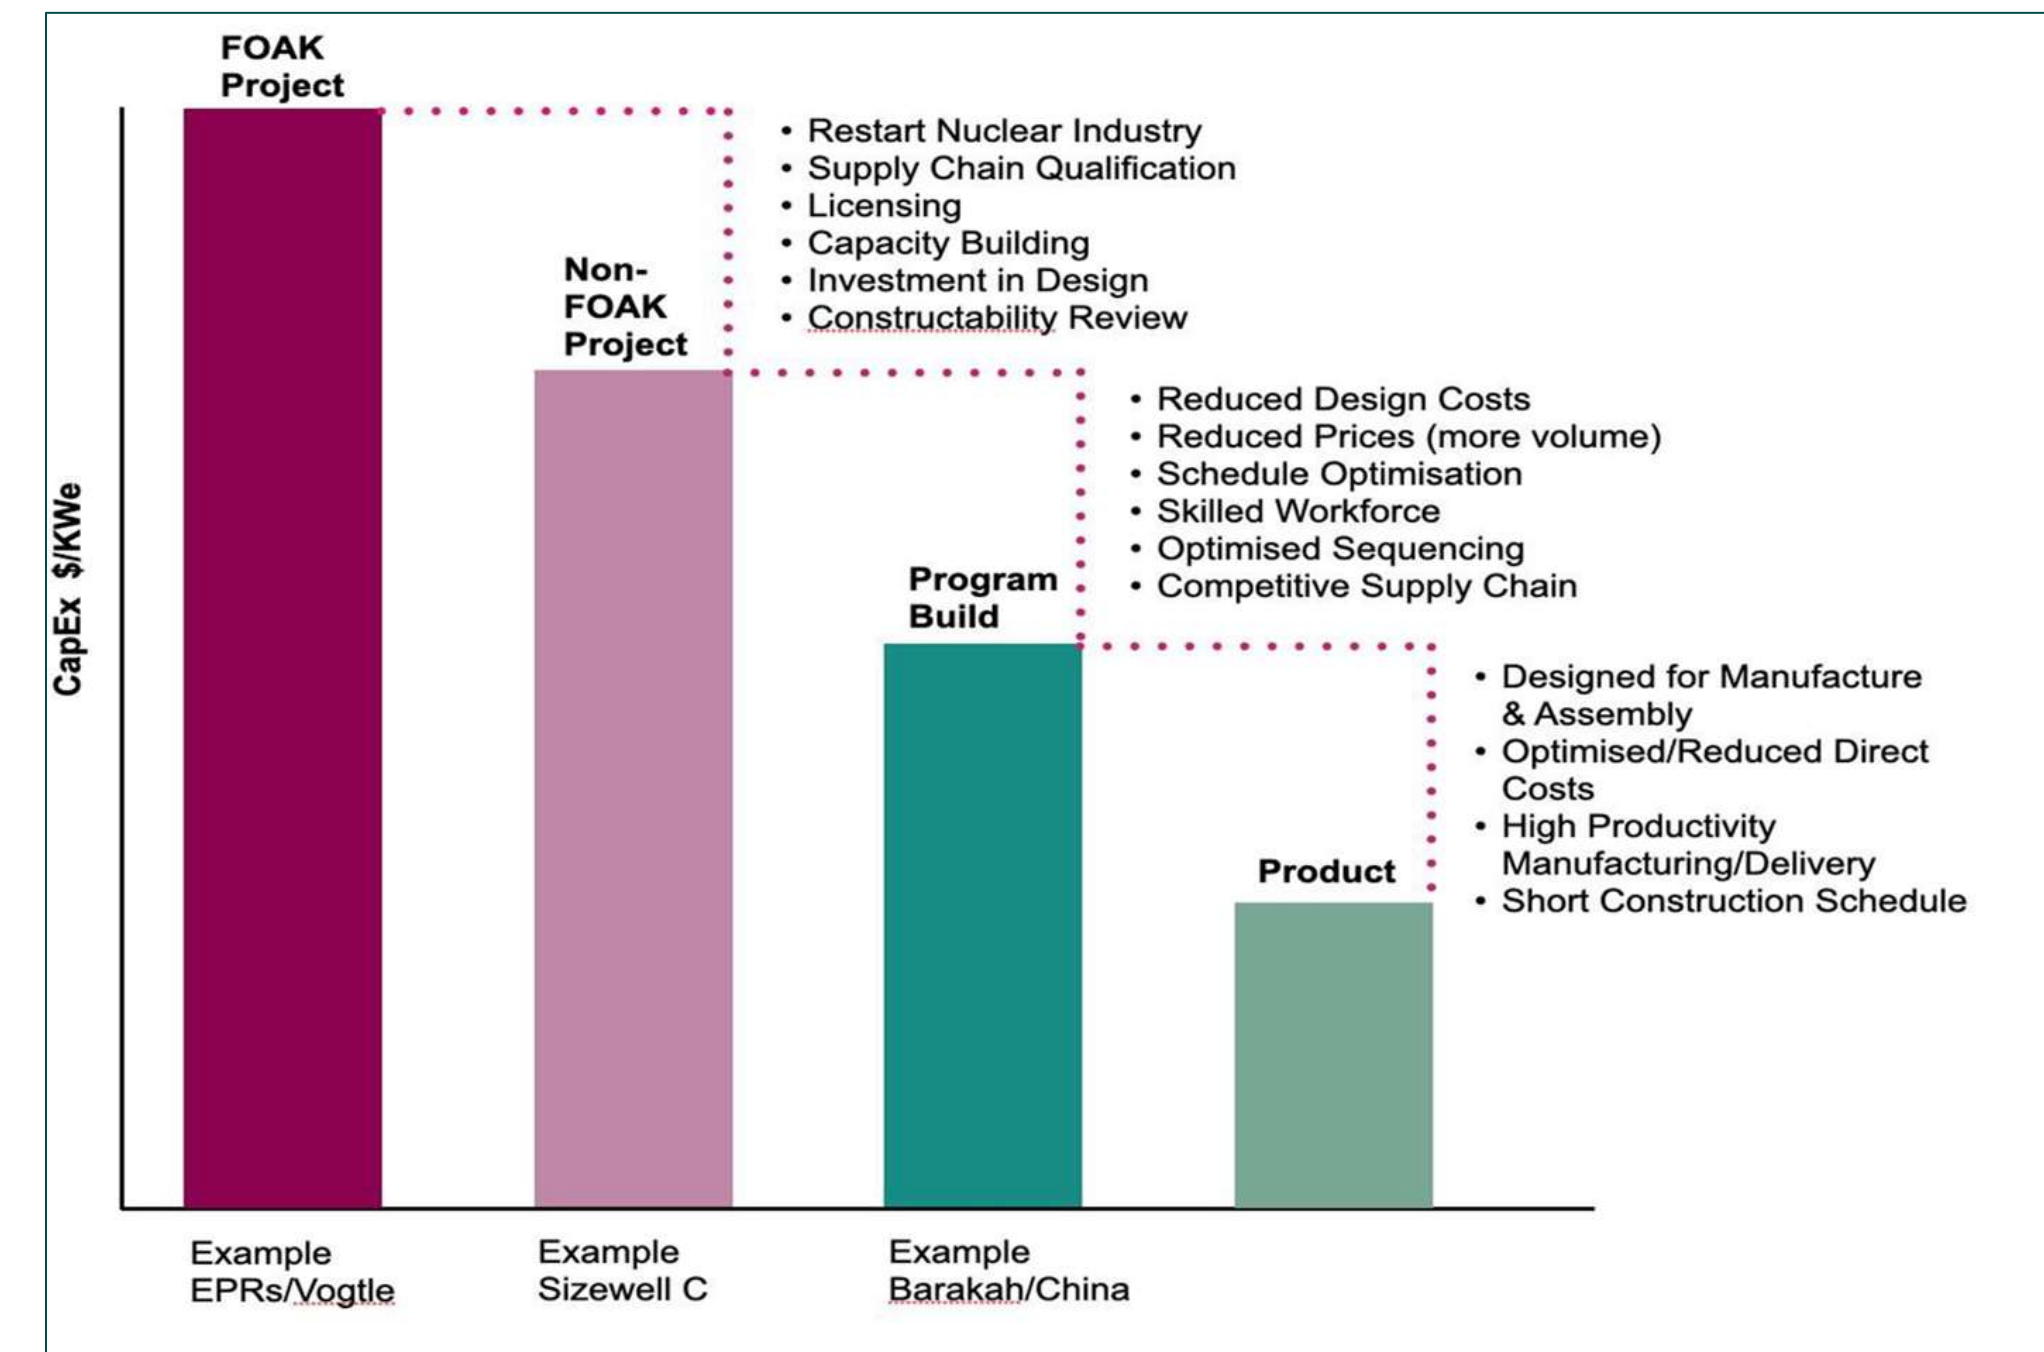 FOAK
Project
• Restart Nuclear Industry
• Supply Chain Qualification
• Licensing
• Capacity Building
• Investment in Design
• Constructability Review
Non-
FOAK
Project
• Reduced Design Costs
• Reduced Prices (more volume)
• Schedule Optimisation
• Skilled Workforce
• Optimised Sequencing
• Competitive Supply Chain
Program
Build
• Designed for Manufacture
& Assembly
• Optimised/Reduced Direct
Costs
• High Productivity
Manufacturing/Delivery
• Short Construction Schedule
Product
CapEx $/KWe
Example
EPRs/Vogtle
Example
Sizewell C
Example
Barakah/China